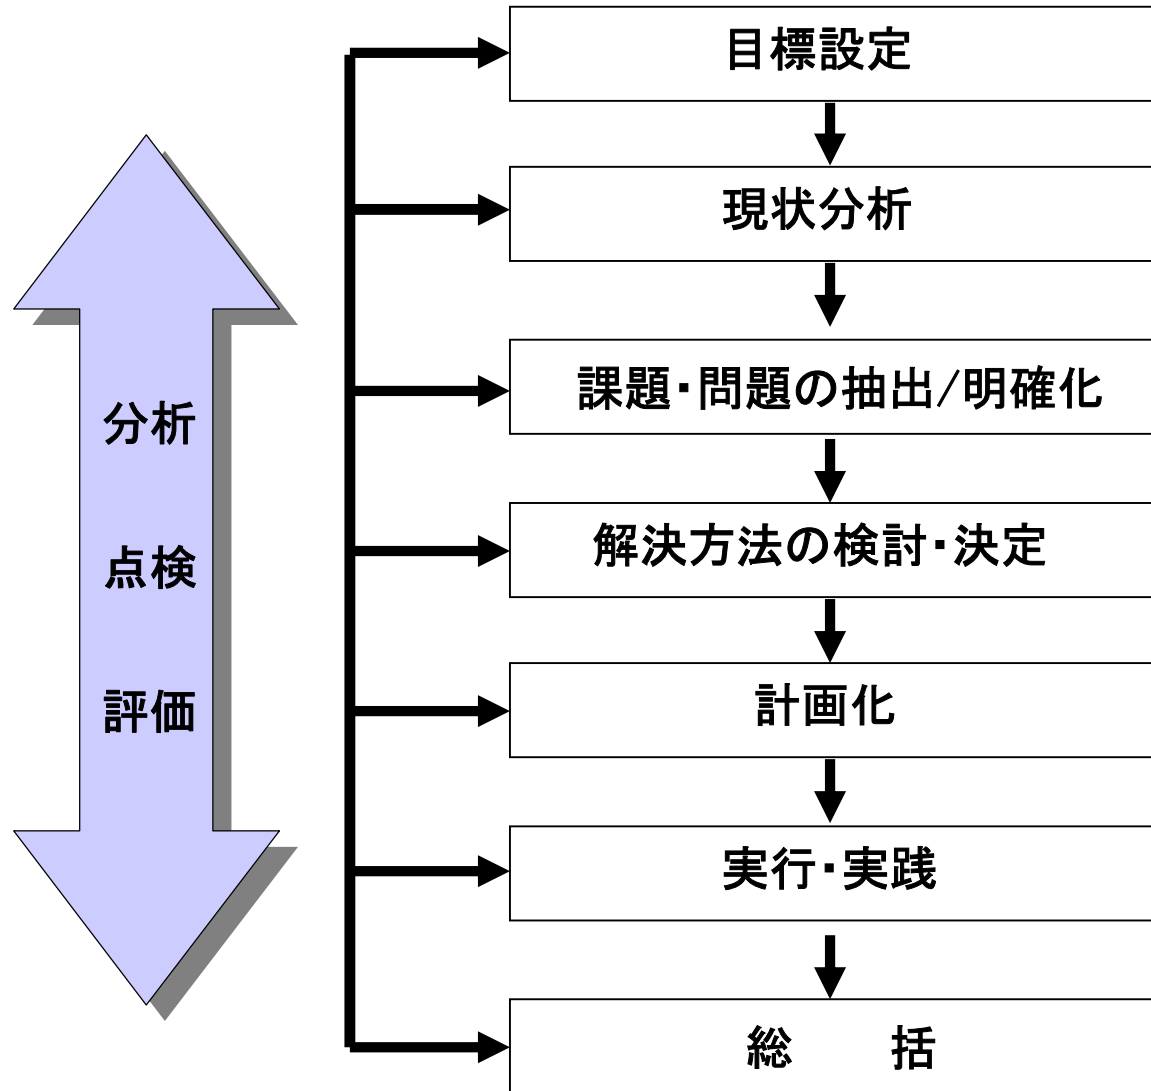 目標設定
現状分析
課題・問題の抽出/明確化
解決方法の検討・決定
計画化
実行・実践
総　　括
分析
点検
評価